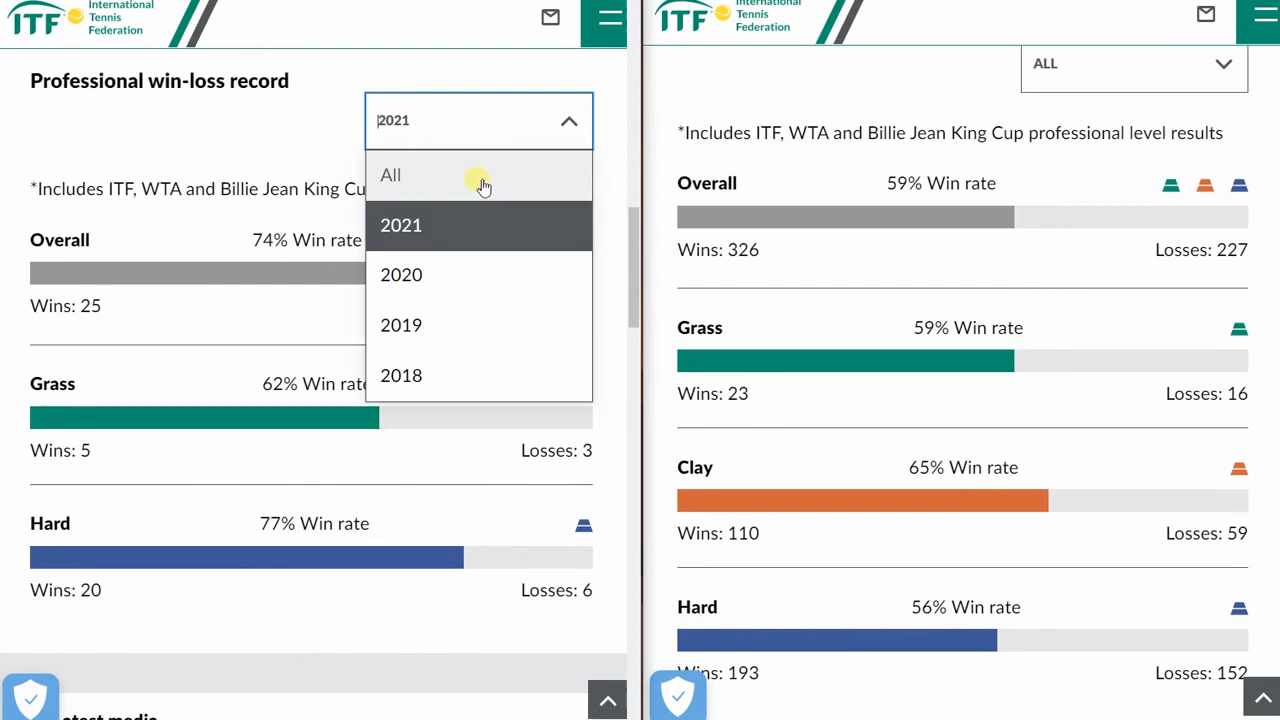 ITF International
Tennis
Federation
Professional win-loss record
2021
All
2021
2020
2019
2018
*Includes ITF, WTA and Billie Jean King Cu
Overall 74% Win rate
Wins: 25
Grass 62% Win rate
Wins: 5 Losses: 3
Hard 77% Win rate
Wins: 20 Losses: 6
atest media
ITF International
Tennis
Federation
ALL
*Includes ITF, WTA and Billie Jean King Cup professional level results
Overall 59% Win rate
Wins: 326 Losses: 227
Grass 59% Win rate
Wins: 23 Losses: 16
Clay 65% Win rate
Wins: 110 Losses: 59
Hard 56% Win rate
Wins: 193 Losses: 152